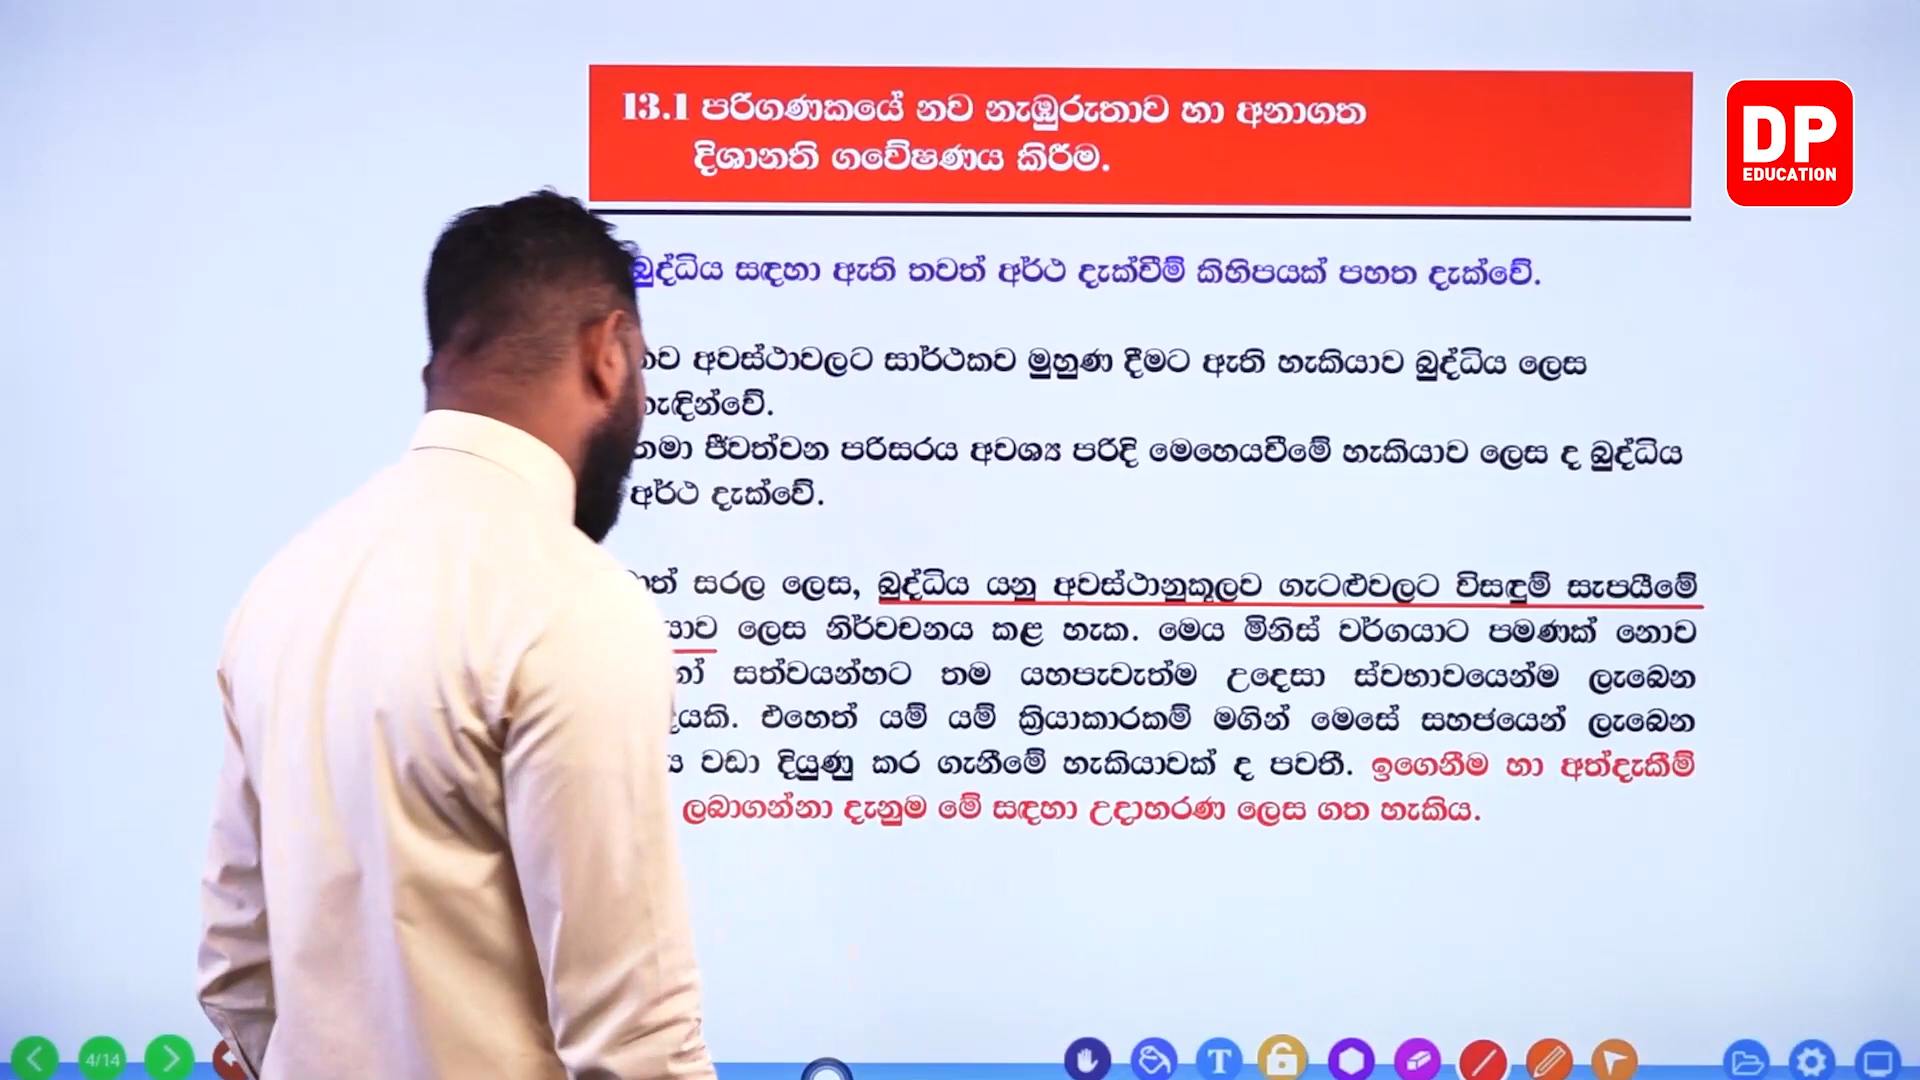 13.1 පරිගණකයේ නව නැඹුරුතාව හා අනාගත
දිශානති ගවේෂණය කිරීම.
DP
EDUCATION
බුද්ධිය සඳහා ඇති තවත් අර්ථ දැක්වීම් කිහිපයක් පහත දැක්වේ.
අවස්ථාවලට සාර්ථකව මුහුණ දීමට ඇති හැකියාව බුද්ධිය ලෙස
තමා ජීවත්වන පරිසරය අවශ්‍ය පරිදි මෙහෙයවීමේ හැකියාව ලෙස ද බුද්ධිය
අර්ථ දැක්වේ.
සරල ලෙස, බුද්ධිය යනු අවස්ථානුකූලව ගැටළුවලට විසඳුම් සැපයීමේ
ලෙස නිර්වචනය කළ හැක. මෙය මිනිස් වර්ගයාට පමණක් නොව
සත්වයන්හට තම යහපැවැත්ම උදෙසා ස්වභාවයෙන්ම ලැබෙන
එහෙත් යම් යම් ක්‍රියාකාරකම් මගින් මෙසේ සහජයෙන් ලැබෙන
වඩා දියුණු කර ගැනීමේ හැකියාවක් ද පවතී. ඉගෙනීම හා අත්දැකීම්
ලබාගන්නා දැනුම මේ සඳහා උදාහරණ ලෙස ගත හැකිය.
4/14
T